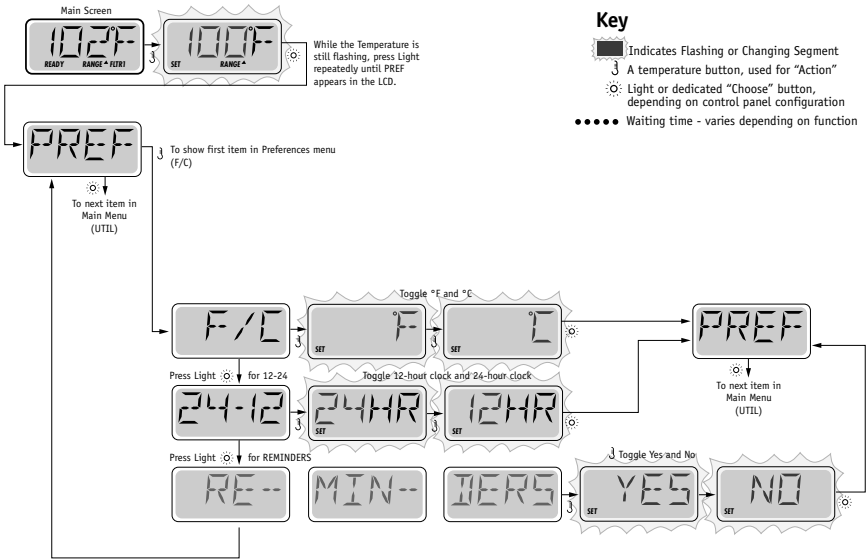 Main Screen
102°F
READY RANGE FLTR1
100°F
SET RANGE
While the Temperature is
still flashing, press Light
repeatedly until PREF
appears in the LCD.
Key
Indicates Flashing or Changing Segment
A temperature button, used for “Action”
Light or dedicated “Choose” button,
depending on control panel configuration
Waiting time - varies depending on function
PREF
To show first item in Preferences menu
(F/C)
To next item in
Main Menu
(UTIL)
Toggle °F and °C
F/C
°F
SET
°C
SET
PREF
To next item in
Main Menu
(UTIL)
Press Light for 12-24
Toggle 12-hour clock and 24-hour clock
24-12
24HR
SET
12HR
SET
Press Light for REMINDERS
Toggle Yes and No
RE--
MIN--
DERS
YES
SET
NO
SET